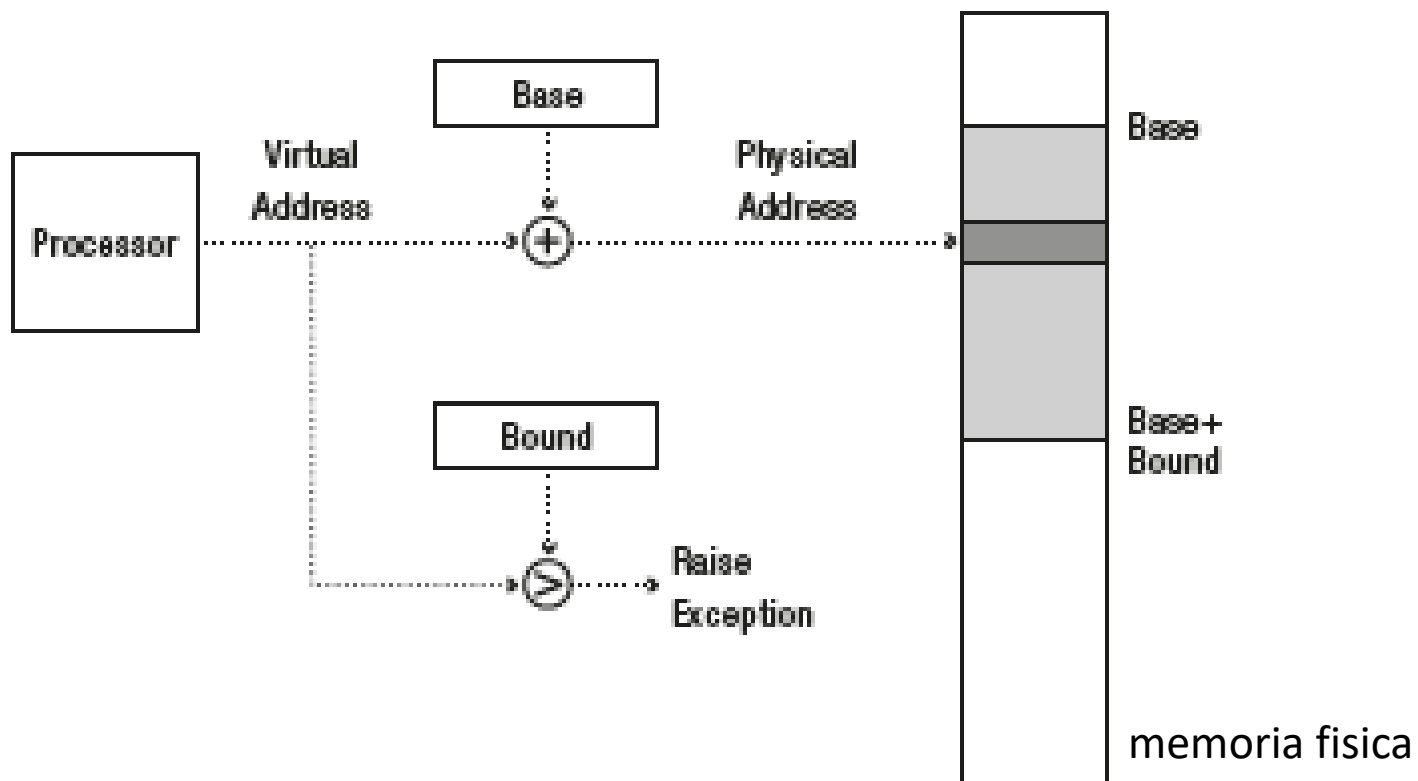 Base
Base
Virtual
Address
Physical
Address
Processor
+
Bound
Base+
Bound
>
Raise
Exception
memoria fisica